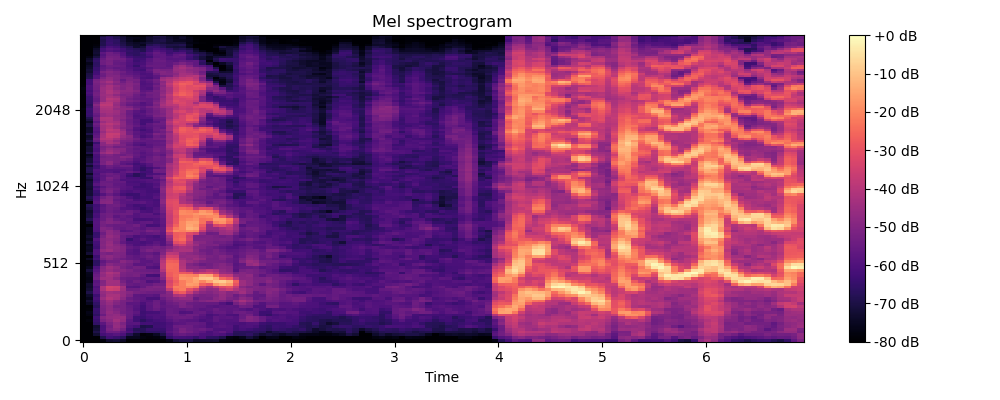 Mel spectrogram
+0 dB
-10 dB
-20 dB
-30 dB
-40 dB
-50 dB
-60 dB
-70 dB
-80 dB
2048
1024
512
0
Hz
0 1 2 3 4 5 6
Time